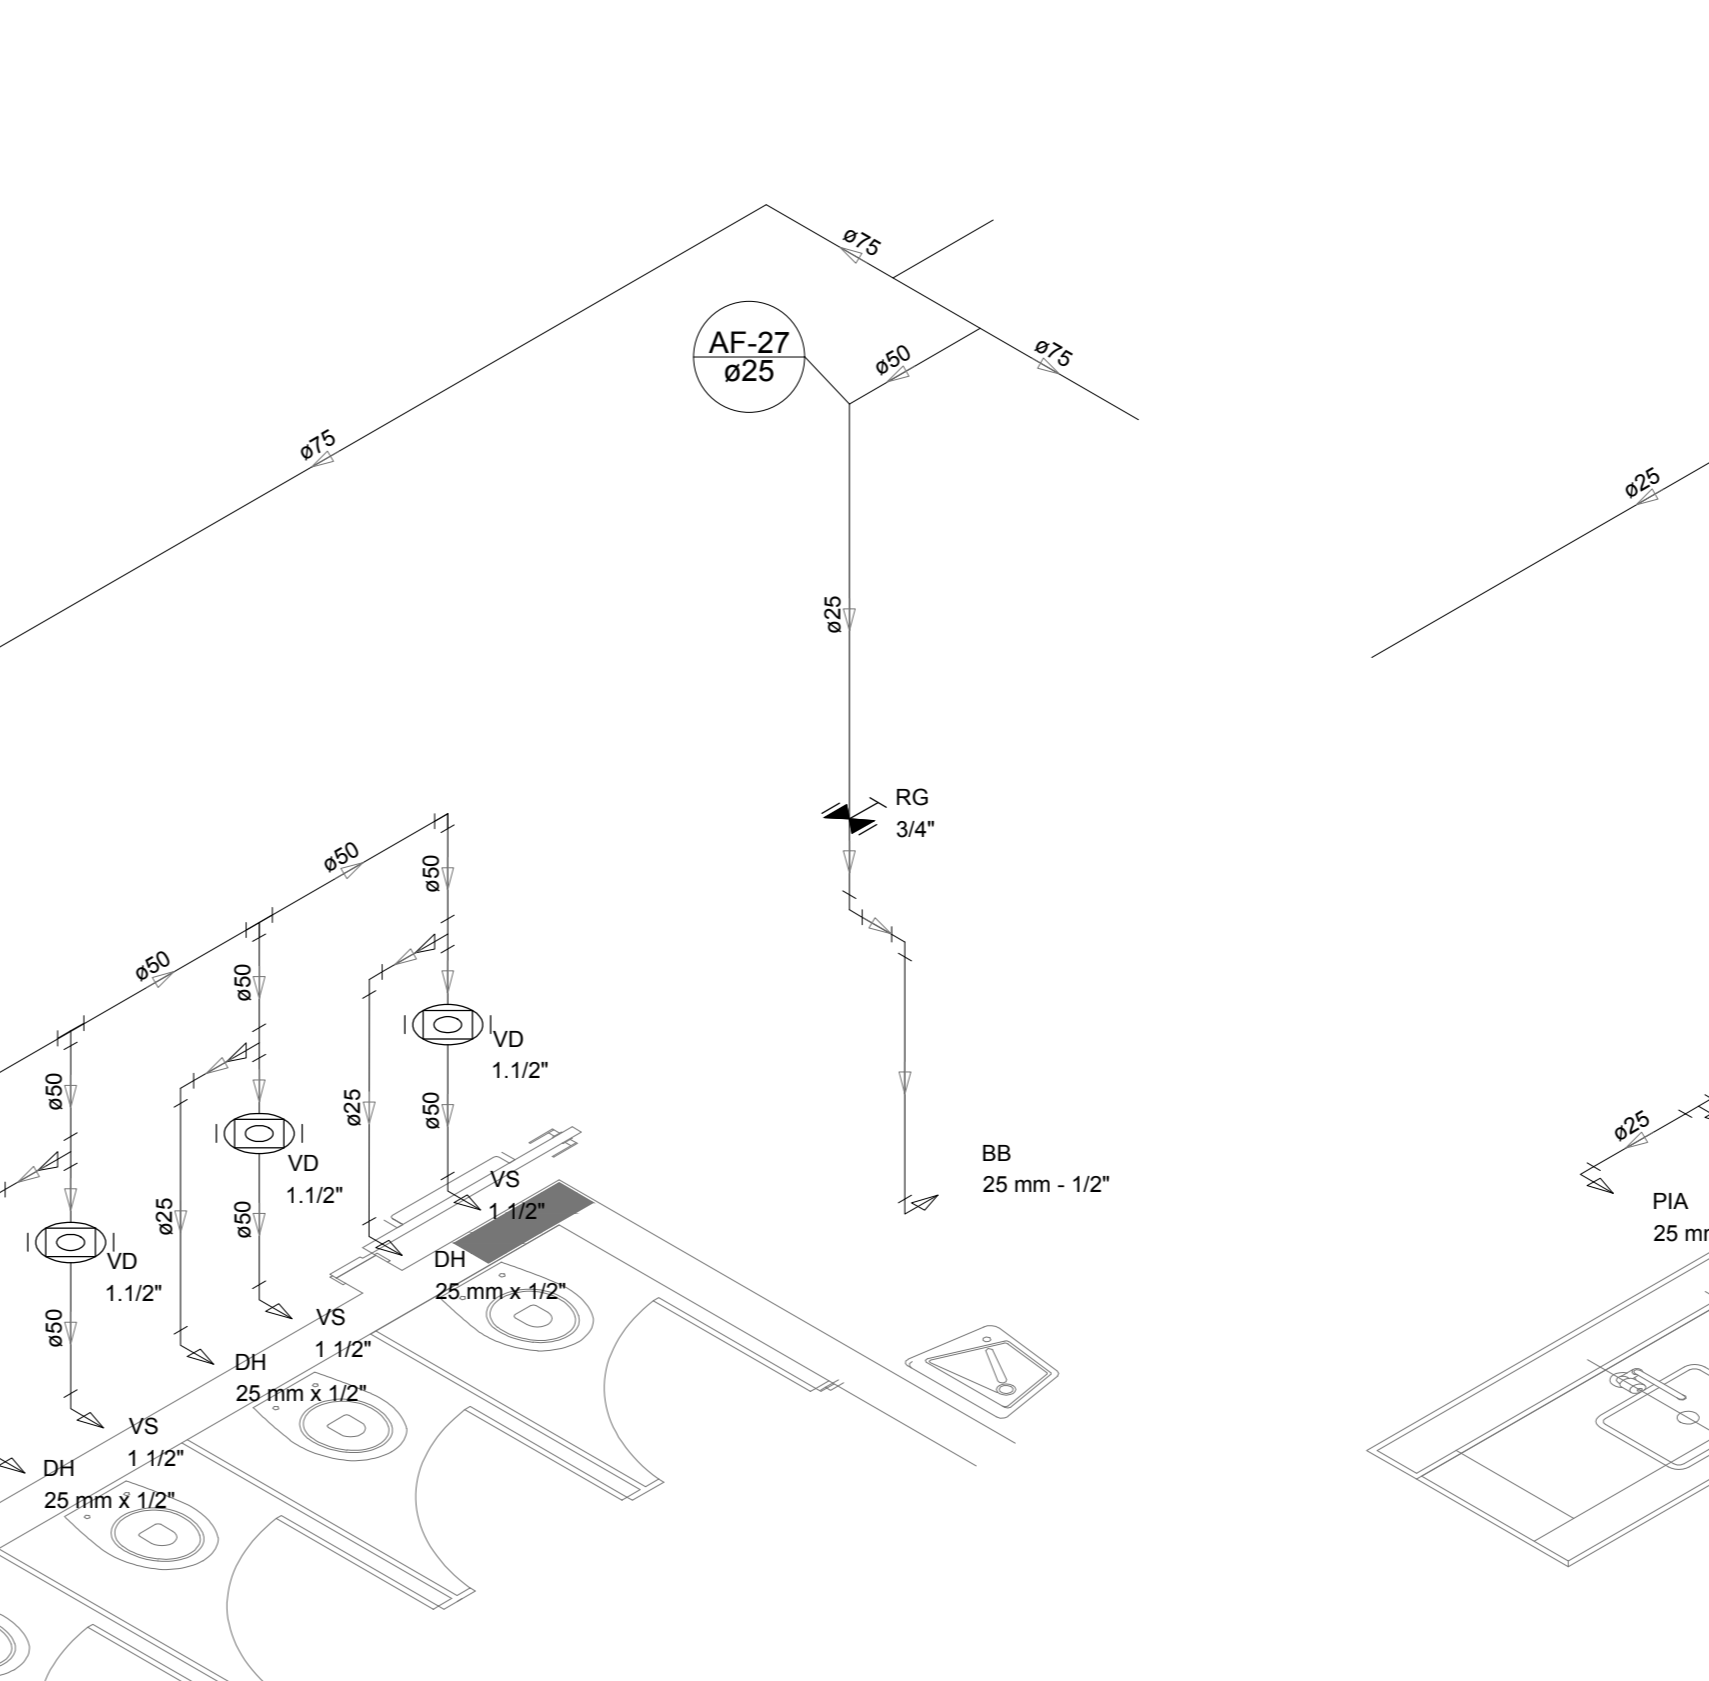 ø75
AF-27
ø25
ø50
ø75
ø75
ø25
ø25
RG
3/4"
ø50
ø50
ø50
ø50
VD
1.1/2"
ø50
ø25
ø50
VD
1.1/2"
ø25
ø50
VD
1.1/2"
ø50
VS
1 1/2"
DH
25 mm x 1/2"
VS
1 1/2"
DH
25 mm x 1/2"
VS
1 1/2"
DH
25 mm x 1/2"
BB
25 mm - 1/2"
ø25
PIA
25 m